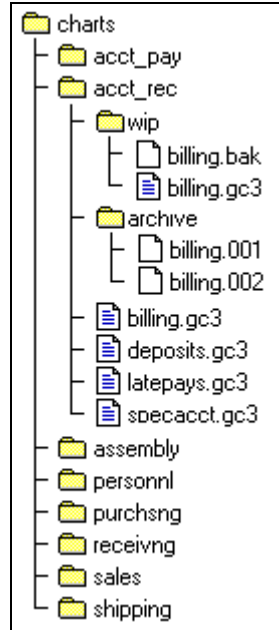 charts
acct_pay
acct_rec
wip
billing.bak
billing.gc3
archive
billing.001
billing.002
billing.gc3
deposits.gc3
latepays.gc3
specacct.gc3
assembly
personnl
purchsng
receivng
sales
shipping